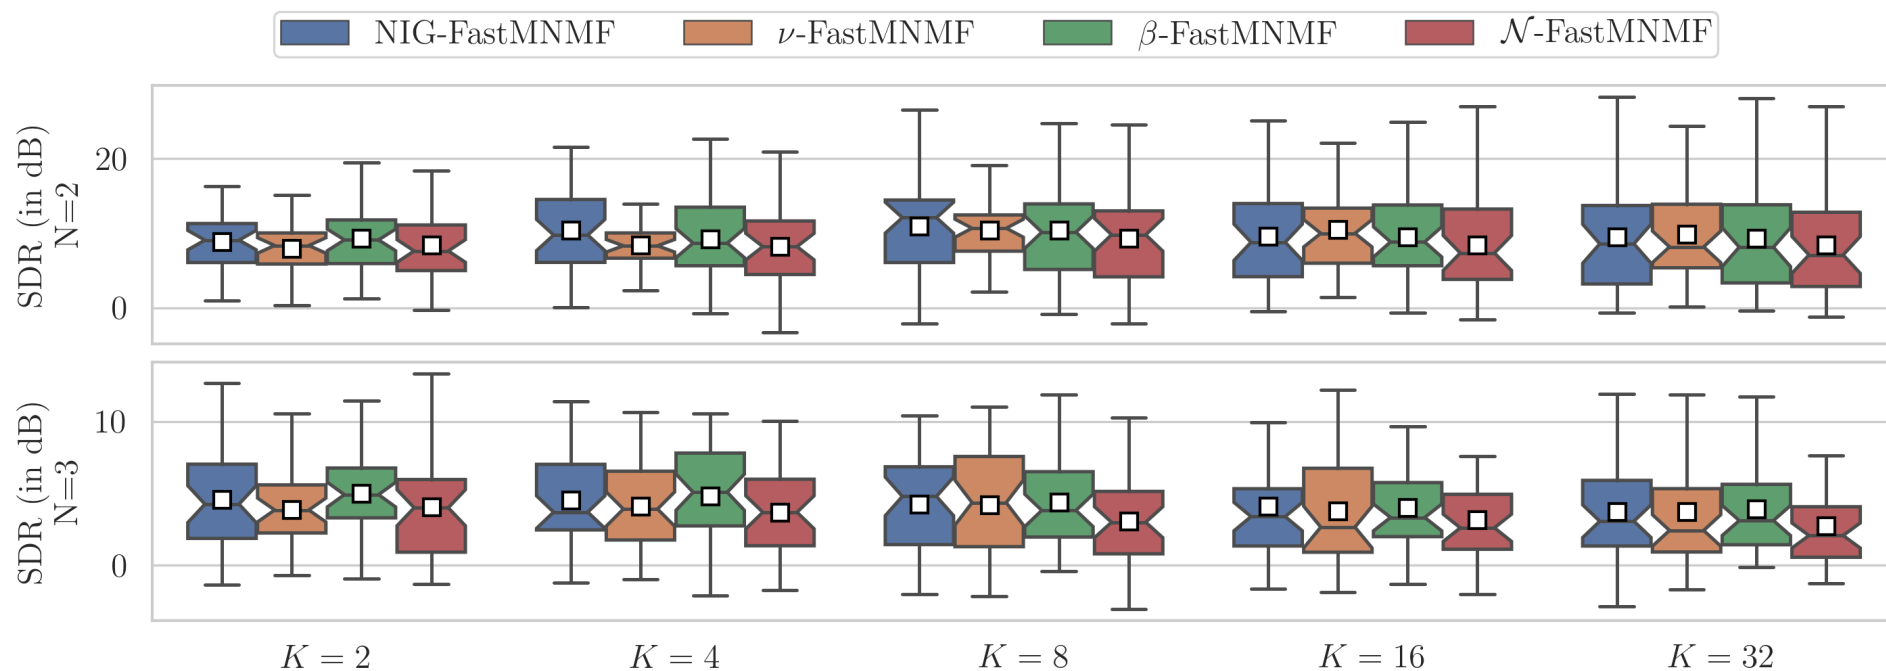 NIG-FastMNMF ν-FastMNMF β-FastMNMF 𝒩-FastMNMF
SDR (in dB)
N=2
20
0
SDR (in dB)
N=3
10
0
K = 2 K = 4 K = 8 K = 16 K = 32